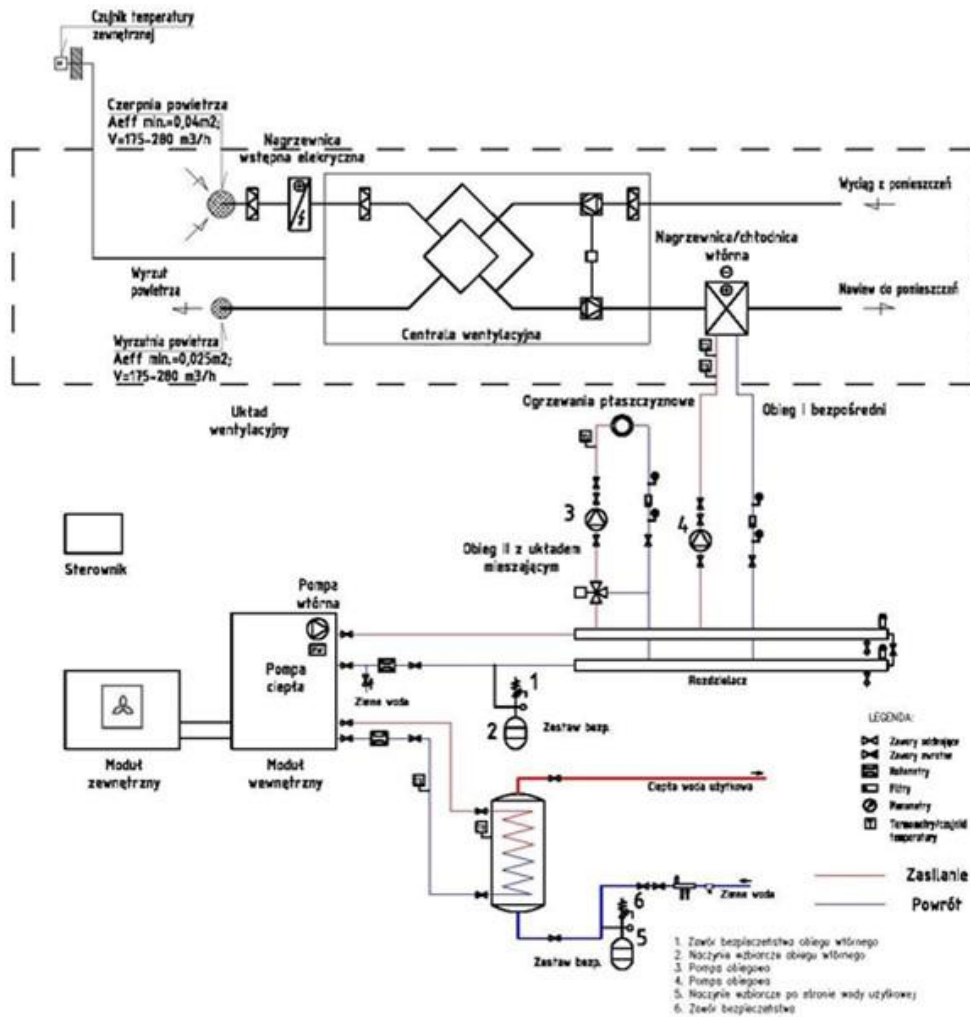 Czujnik temperatury
zewnętrznej
Czerpnia powietrza
Aeff min.=0,04m2;
V=175-280 m3/h
Nagrzewnica
wstępna elekryczna
Wyciąg z pomieszczeń
Nagrzewnica/chłodnica
wtórna
Wyrzut
powietrza
Nawiew do pomieszczeń
Centrala wentylacyjna
Wyrzutnia powietrza
Aeff min.=0,025m2;
V=175-280 m3/h
Układ
wentylacyjny
Ogrzewania płaszczyznowe
Obieg I bezpośredni
3
4
Obieg II z układem
mieszającym
Sterownik
Pompa
wtórna
Pompa
ciepła
Zimna woda
Rozdzielacz
1
2
Zestaw bezp.
Moduł
zewnętrzny
Moduł
wewnętrzny
Ciepła woda użytkowa
LEGENDA:
Zawory odcinające
Zawory zwrotne
Rotametry
Filtry
Manometry
Termometry/czujniki
temperatury
Zasilanie
Powrót
6
Zimna woda
5
Zestaw bezp.
1. Zawór bezpieczeństwa obiegu wtórnego
2. Naczynie wzbiorcze obiegu wtórnego
3. Pompa obiegowa
4. Pompa obiegowa
5. Naczynie wzbiorcze po stronie wody użytkowej
6. Zawór bezpieczeństwa